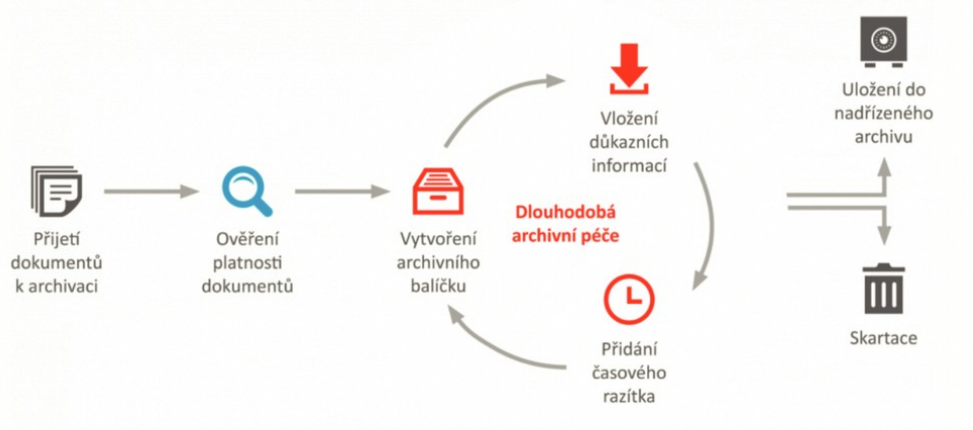 Přijetí
dokumentů
k archivaci
Ověření
platnosti
dokumentů
Vytvoření
archivního
balíčku
Vložení
důkazních
informací
Dlouhodobá
archivní péče
Přidání
časového
razítka
Uložení do
nadřízeného
archivu
Skartace